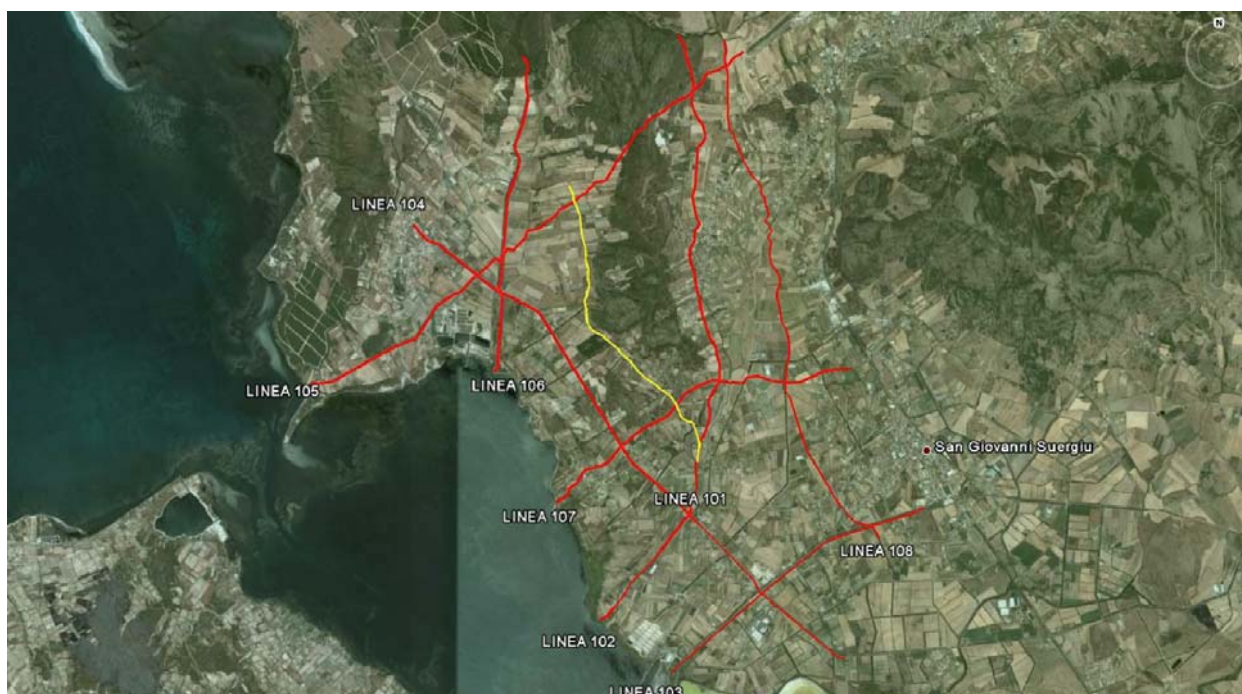 N
LINEA 104
LINEA 105
LINEA 106
San Giovanni Suergiu
LINEA 101
LINEA 107
LINEA 108
LINEA 102
LINEA 103